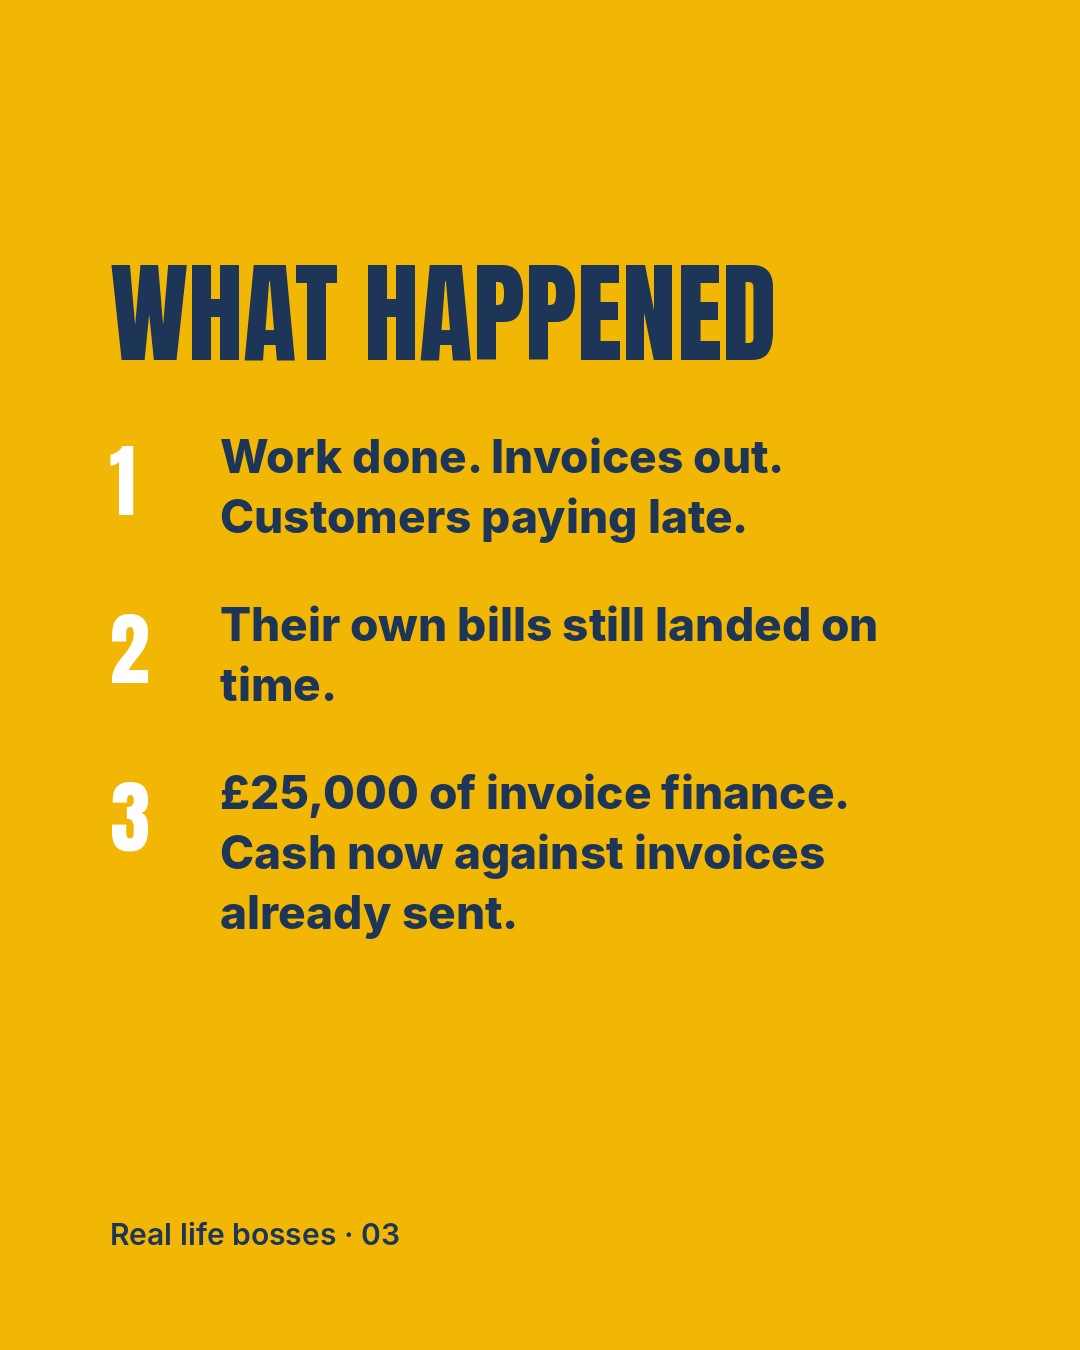 WHAT HAPPENED
1
Work done. Invoices out.
Customers paying late.
2
Their own bills still landed on
time.
3
£25,000 of invoice finance.
Cash now against invoices
already sent.
Real life bosses · 03